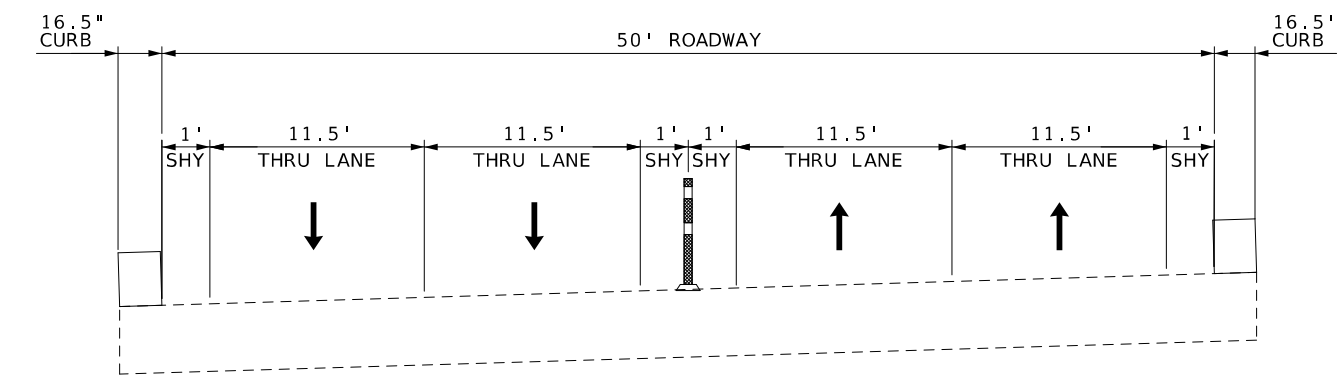 16.5"
CURB
50' ROADWAY
16.5'
CURB
1' 11.5' 11.5' 1' 1' 11.5' 11.5' 1'
SHY THRU LANE THRU LANE SHY SHY THRU LANE THRU LANE SHY